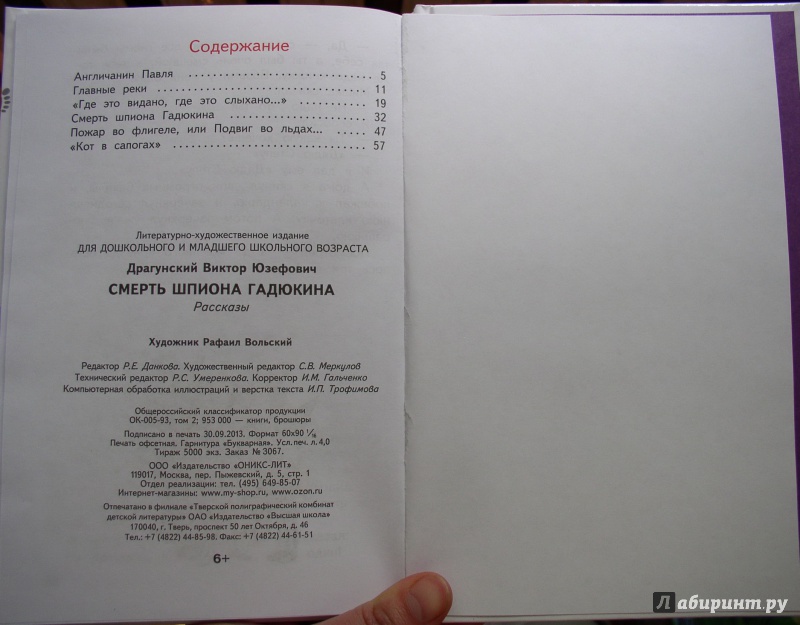 Содержание
Англичанин Павля . . . . . . . . . . . . . . . . . . . . . . . . . . . . 5
Главные реки . . . . . . . . . . . . . . . . . . . . . . . . . . . . . . . . 11
«Где это видано, где это слыхано...» . . . . . . . . . . 19
Смерть шпиона Гадюкина . . . . . . . . . . . . . . . . . . . . 32
Пожар во флигеле, или Подвиг во льдах... . . . . . 47
«Кот в сапогах» . . . . . . . . . . . . . . . . . . . . . . . . . . . . . 57
Литературно-художественное издание
ДЛЯ ДОШКОЛЬНОГО И МЛАДШЕГО ШКОЛЬНОГО ВОЗРАСТА
Драгунский Виктор Юзефович
СМЕРТЬ ШПИОНА ГАДЮКИНА
Рассказы
Художник Рафаил Вольский
Редактор Р.Е. Данкова. Художественный редактор С.В. Меркулов
Технический редактор Р.С. Умеренкова. Корректор И.М. Гальченко
Компьютерная обработка иллюстраций и верстка текста И.П. Трофимова
Общероссийский классификатор продукции
ОК-005-93, том 2; 953 000 — книги, брошюры
Подписано в печать 30.09.2013. Формат 60х90 1/16
Печать офсетная. Гарнитура «Букварная». Усл.печ. л.4,0
Тираж 5000 экз. Заказ № 3067.
ООО «Издательство «ОНИКС-ЛИТ»
119017, Москва, пер. Пыжевский, д. 5, стр. 1
Отдел реализации: тел. (495) 649-85-07
Интернет-магазины: www.my-shop.ru, www.ozon.ru
Отпечатано в филиале «Тверской полиграфический комбинат
детской литературы» ОАО «Издательство «Высшая школа»
170040, г. Тверь, проспект 50 лет Октября, д. 46
Тел.: +7 (4822) 44-85-98. Факс: +7 (4822) 44-61-51
6+
Лабиринт.ру